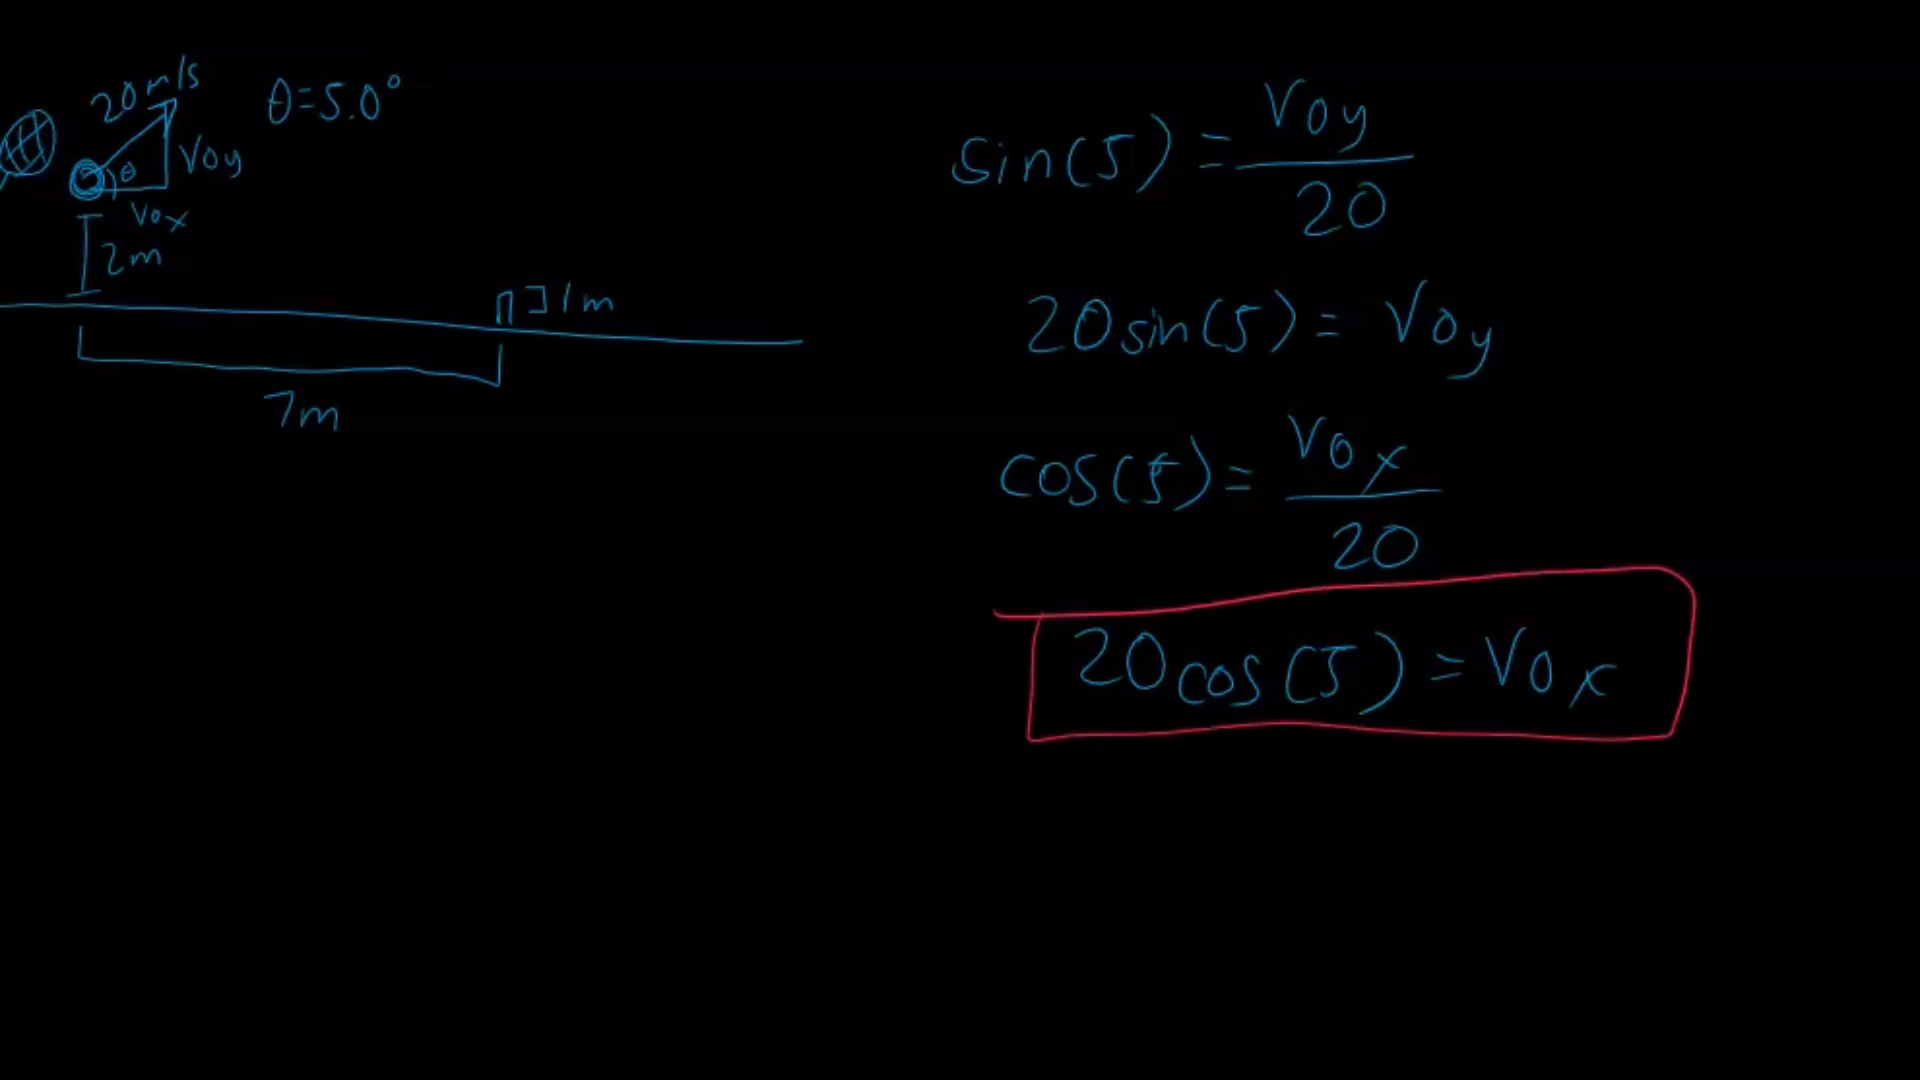 20 m/s
θ=5.0°
θ
Voy
Vox
2m
1m
7m
sin(5) = Voy/20
20sin(5) = Voy
cos(5) = Vox/20
20cos(5) = Vox